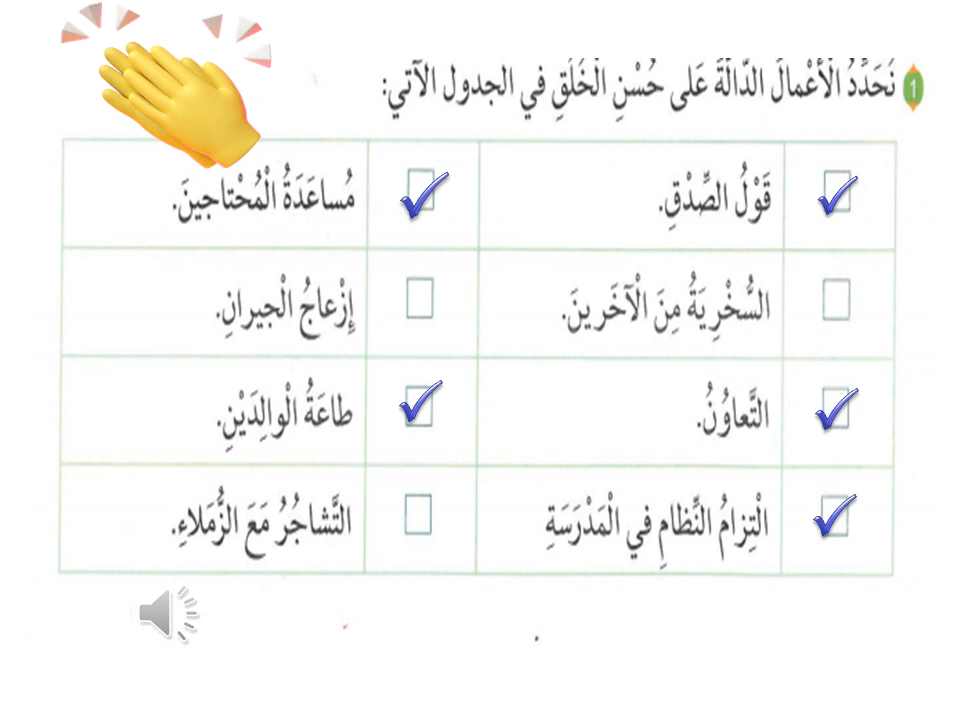 1 نُحَدِّدُ الْأَعْمالَ الدّالَّةَ عَلى حُسْنِ الْخُلُقِ في الجدول الآتي:
قَوْلُ الصِّدْقِ. مُساعَدَةُ الْمُحْتاجينَ.
السُّخْرِيَةُ مِنَ الْآخَرينَ. إِزْعاجُ الْجيرانِ.
التَّعاوُنُ. طاعَةُ الْوالِدَيْنِ.
الْتِزامُ النِّظامِ في الْمَدْرَسَةِ التَّشاجُرُ مَعَ الزُّمَلاءِ.